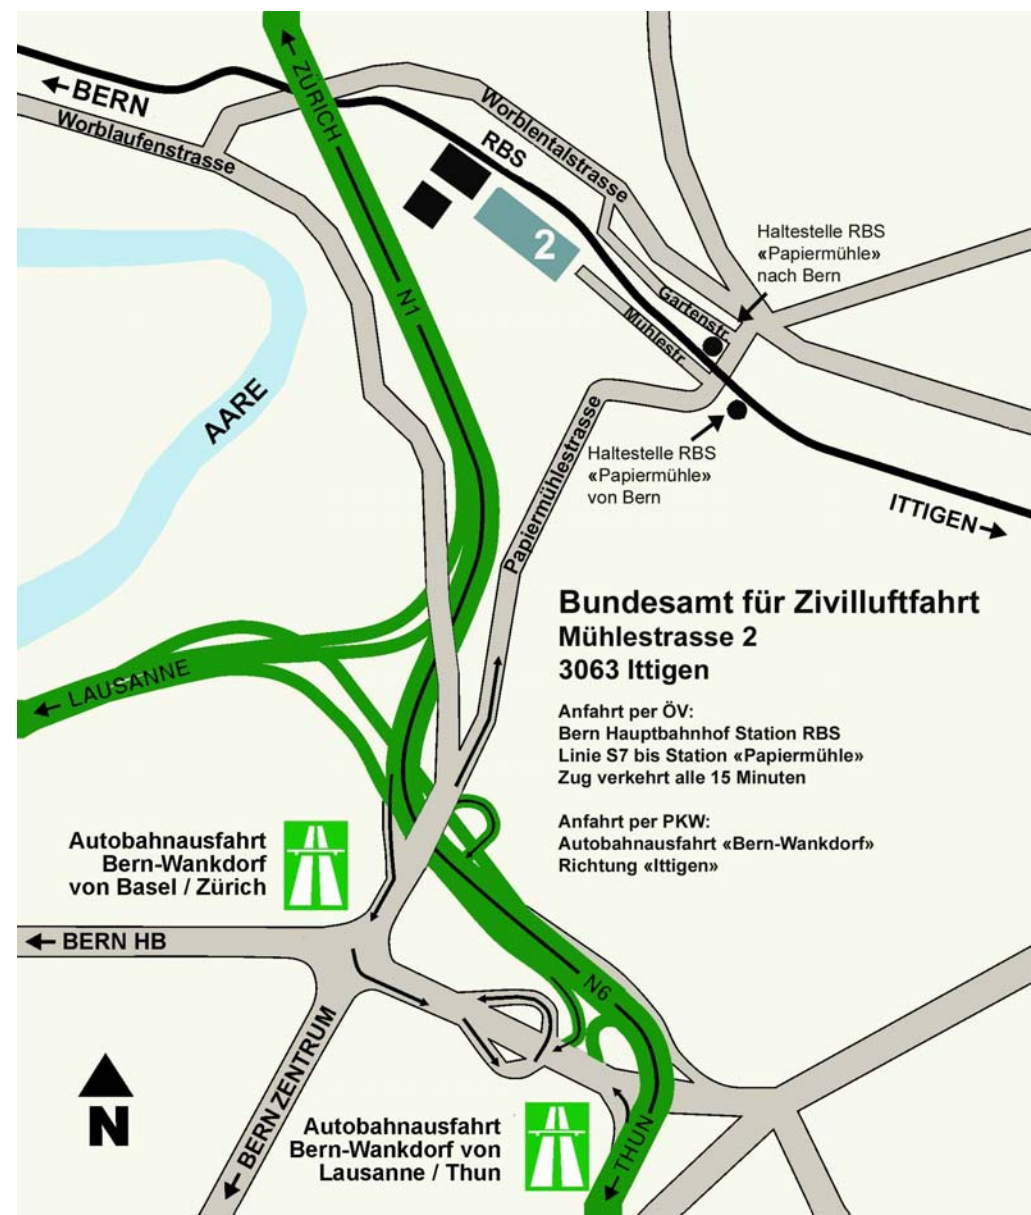 ZÜRICH
BERN
Worblaufenstrasse
Worblentalstrasse
RBS
2
Haltestelle RBS
«Papiermühle»
nach Bern
N1
Gartenstr.
Mühlestr.
AARE
Papiermühlestrasse
Haltestelle RBS
«Papiermühle»
von Bern
ITTIGEN
Bundesamt für Zivilluftfahrt
Mühlestrasse 2
3063 Ittigen
LAUSANNE
Anfahrt per ÖV:
Bern Hauptbahnhof Station RBS
Linie S7 bis Station «Papiermühle»
Zug verkehrt alle 15 Minuten
Anfahrt per PKW:
Autobahnausfahrt «Bern-Wankdorf»
Richtung «Ittigen»
Autobahnausfahrt
Bern-Wankdorf
von Basel / Zürich
BERN HB
N6
BERN ZENTRUM
N
Autobahnausfahrt
Bern-Wankdorf von
Lausanne / Thun
THUN